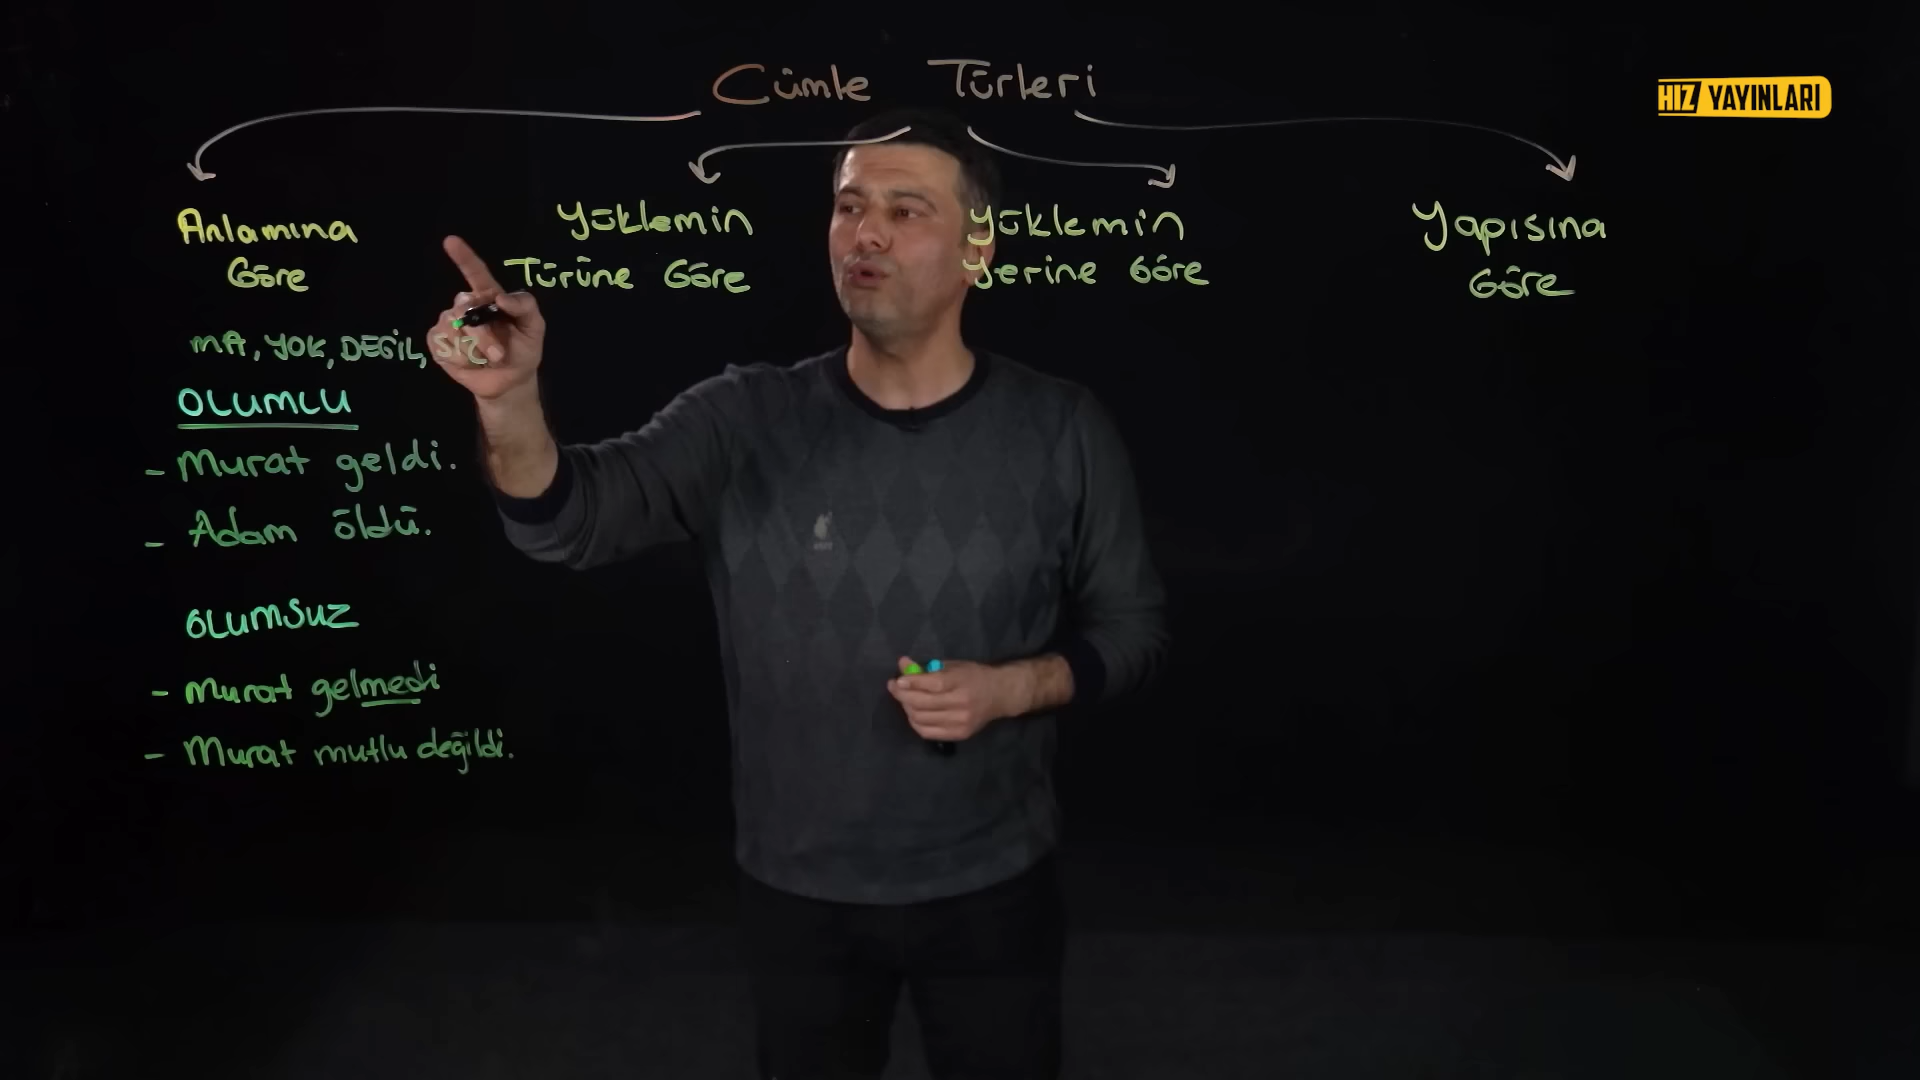 Cümle Türleri
HIZ YAYINLARI
Anlamına
Göre
Yüklemin
Türüne Göre
Yüklemin
Yerine Göre
Yapısına
Göre
MA, YOK, DEĞİL, SIZ
OLUMLU
- Murat geldi.
- Adam öldü.
OLUMSUZ
- Murat gelmedi
- Murat mutlu değildi.